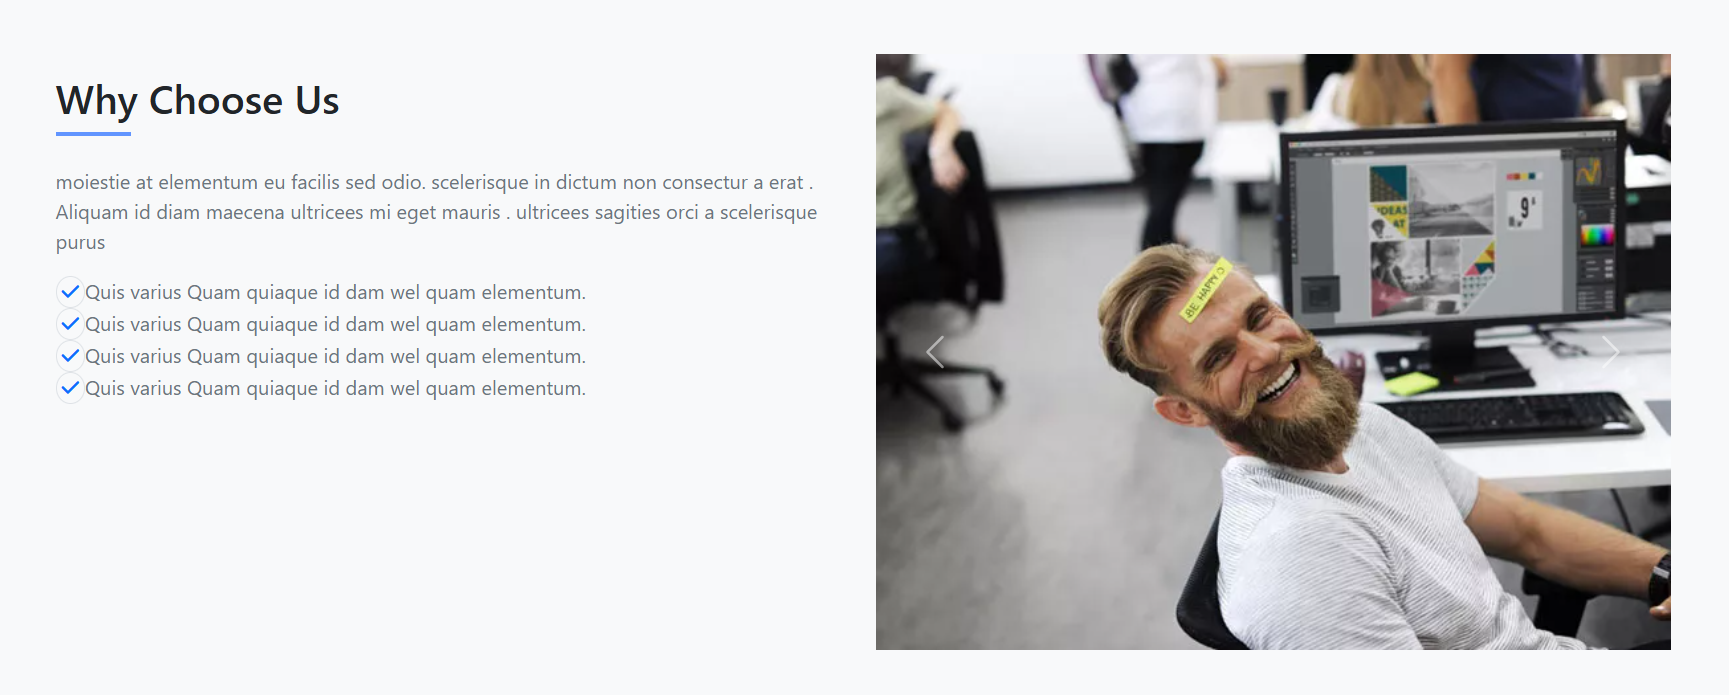 Why Choose Us
moiestie at elementum eu facilis sed odio. scelerisque in dictum non consectur a erat .
Aliquam id diam maecena ultricees mi eget mauris . ultricees sagities orci a scelerisque
purus
Quis varius Quam quiaque id dam wel quam elementum.
Quis varius Quam quiaque id dam wel quam elementum.
Quis varius Quam quiaque id dam wel quam elementum.
Quis varius Quam quiaque id dam wel quam elementum.
BE HAPPY
IDEAS
AT
9